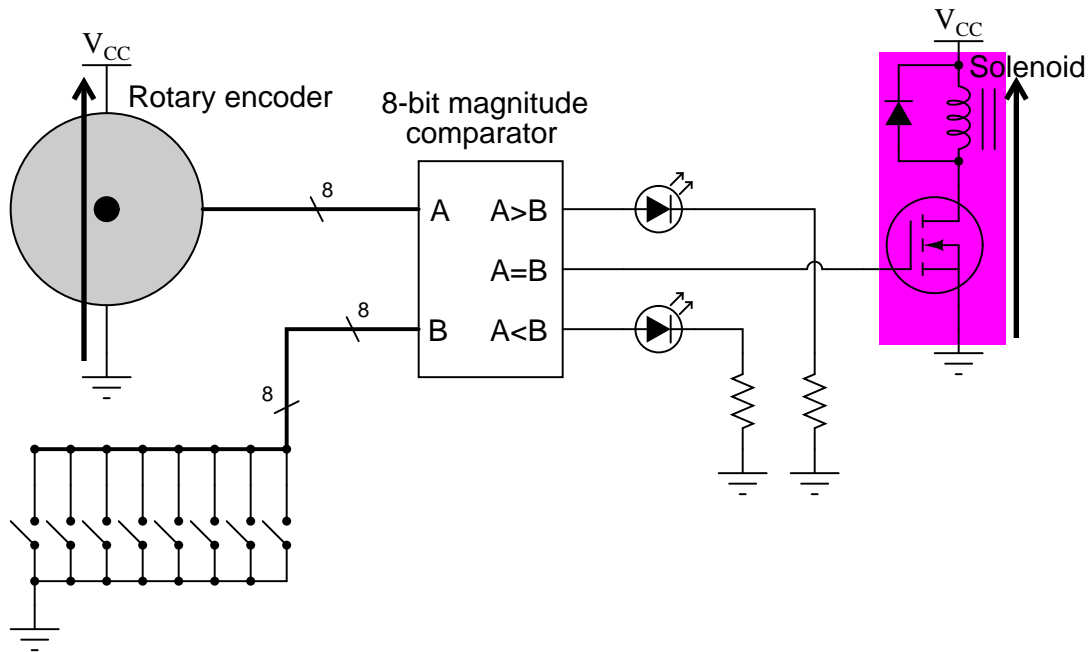 VCC
VCC
Solenoid
Rotary encoder
8-bit magnitude
comparator
8
A
A>B
A=B
8
B
A<B
8